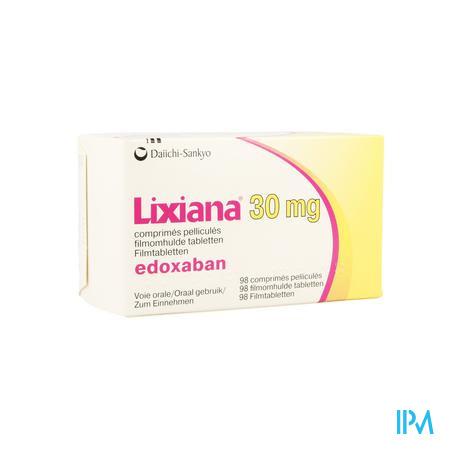 Daiichi-Sankyo
Lixiana® 30 mg
comprimés pelliculés
filmomhulde tabletten
Filmtabletten
edoxaban
98 comprimés pelliculés
98 filmomhulde tabletten
98 Filmtabletten
Voie orale/Oraal gebruik/
Zum Einnehmen
IPM